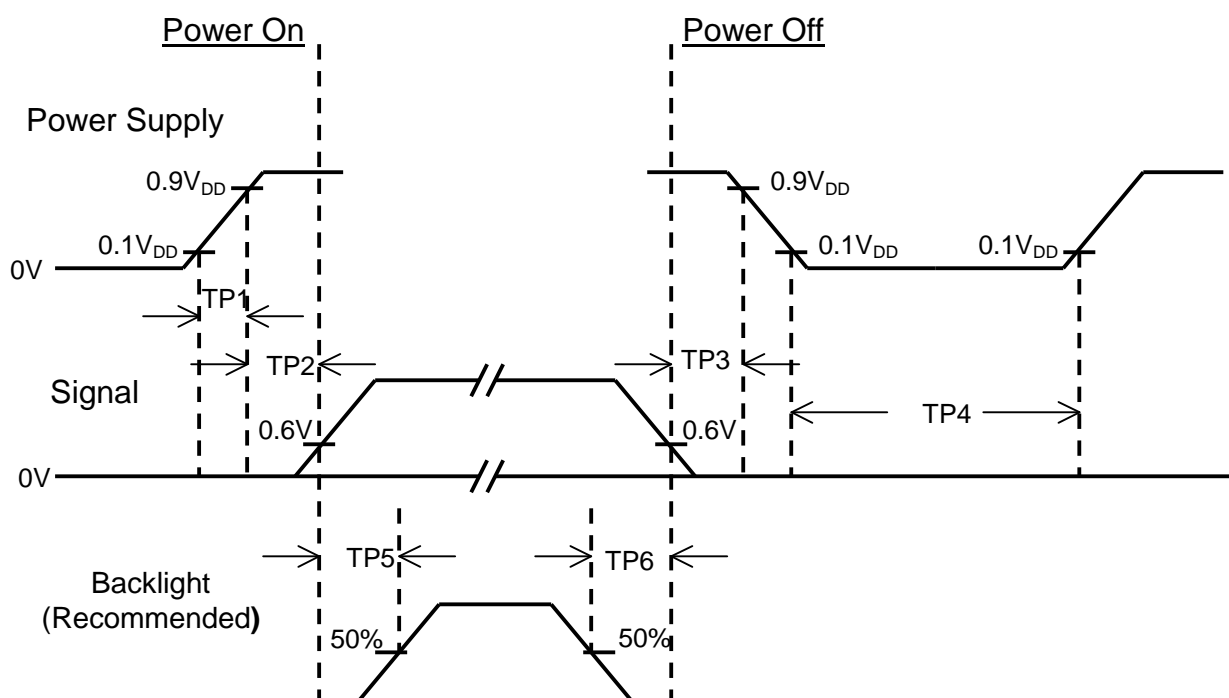 Power On
Power Off
Power Supply
0.9VDD
0.9VDD
0.1VDD
0.1VDD
0.1VDD
0V
TP1
TP2
TP3
Signal
TP4
0.6V
0.6V
0V
TP5
TP6
Backlight
(Recommended)
50%
50%